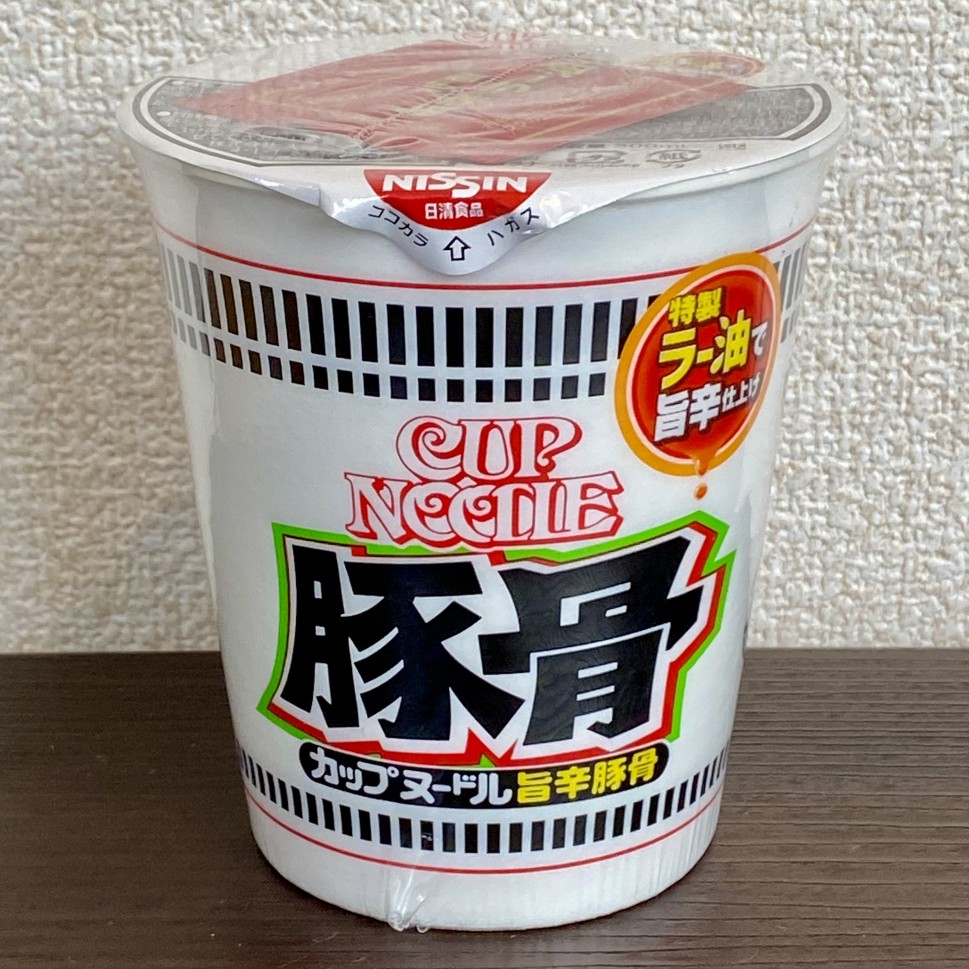 NISSIN
日清食品
ココカラ
ハガス
特製
ラー油で
旨辛仕上げ
CUP
NOODLE
豚骨
カップヌードル 旨辛豚骨